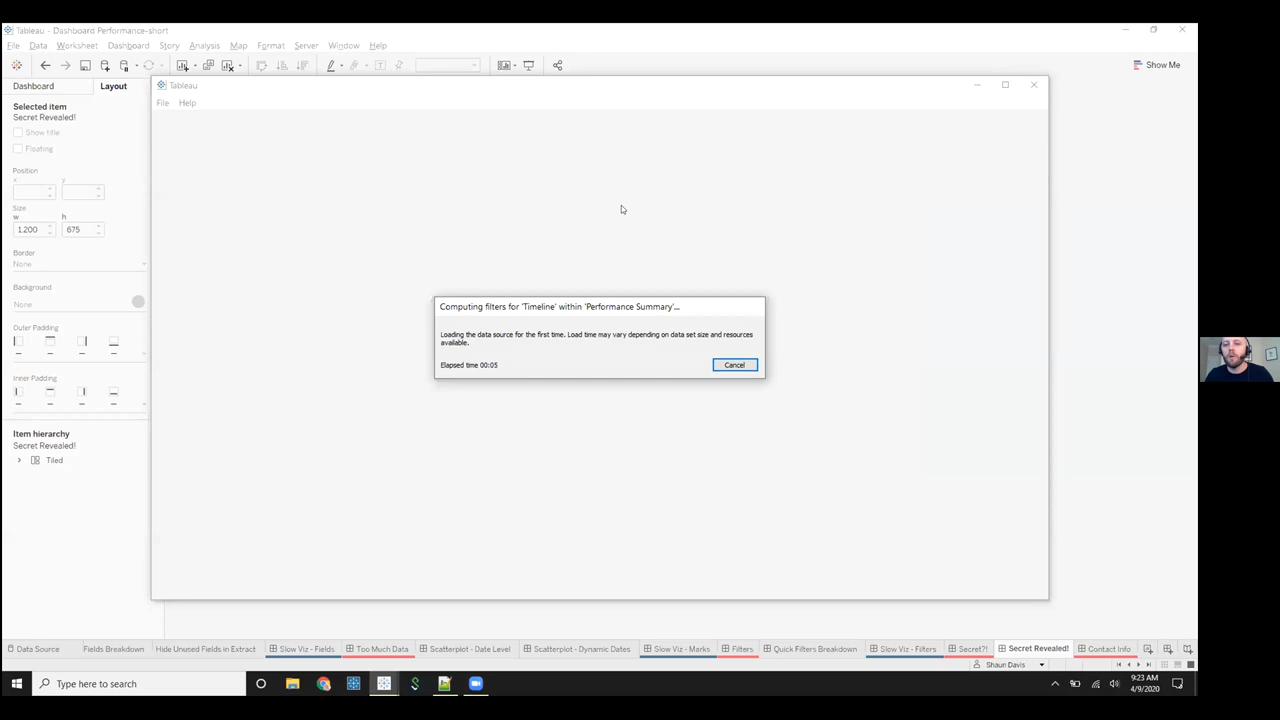 Tableau - Dashboard Performance-short
File Data Worksheet Dashboard Story Analysis Map Format Server Window Help
Show Me
Dashboard Layout
Selected item
Secret Revealed!
Show title
Floating
Position
x y
Size
w h
1,200 675
Border
None
Background
None
Outer Padding
Inner Padding
Item hierarchy
Secret Revealed!
Tiled
Tableau
File Help
Computing filters for 'Timeline' within 'Performance Summary'...
Loading the data source for the first time. Load time may vary depending on data set size and resources
available.
Elapsed time 00:05 Cancel
Data Source Fields Breakdown Hide Unused Fields in Extract Slow Viz - Fields Too Much Data Scatterplot - Date Level Scatterplot - Dynamic Dates Slow Viz - Marks Filters Quick Filters Breakdown Slow Viz - Filters Secret?! Secret Revealed! Contact Info
Shaun Davis
Type here to search
9:23 AM
4/9/2020